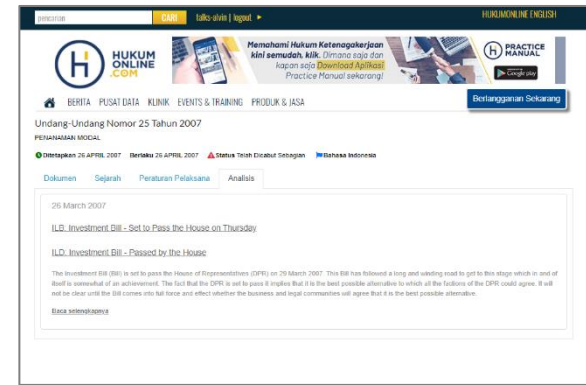 pencarian
CARI
talks-alvin | logout ►
HUKUMONLINE ENGLISH
HUKUM
ONLINE
.COM
Memahami Hukum Ketenagakerjaan
kini semudah, klik. Dimana saja dan
kapan saja Download Aplikasi
Practice Manual sekarang!
PRACTICE
MANUAL
Google play
BERITA PUSAT DATA KLINIK EVENTS & TRAINING PRODUK & JASA
Berlangganan Sekarang
Undang-Undang Nomor 25 Tahun 2007
PENANAMAN MODAL
Ditetapkan 26 APRIL 2007 Berlaku 26 APRIL 2007 Status Telah Dicabut Sebagian Bahasa Indonesia
Dokumen Sejarah Peraturan Pelaksana Analisis
26 March 2007
ILB: Investment Bill - Set to Pass the House on Thursday
ILD: Investment Bill - Passed by the House
The Investment Bill (Bill) is set to pass the House of Representatives (DPR) on 29 March 2007. This Bill has followed a long and winding road to get to this stage which in and of
itself is somewhat of an achievement. The fact that the DPR is set to pass it implies that it is the best possible alternative to which all the factions of the DPR could agree. It will
not be clear until the Bill comes into full force and effect whether the business and legal communities will agree that it is the best possible alternative.
Baca selengkapnya